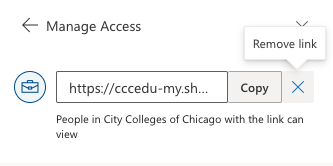 Manage Access
Remove link
https://cccedu-my.sh...
Copy
People in City Colleges of Chicago with the link can
view